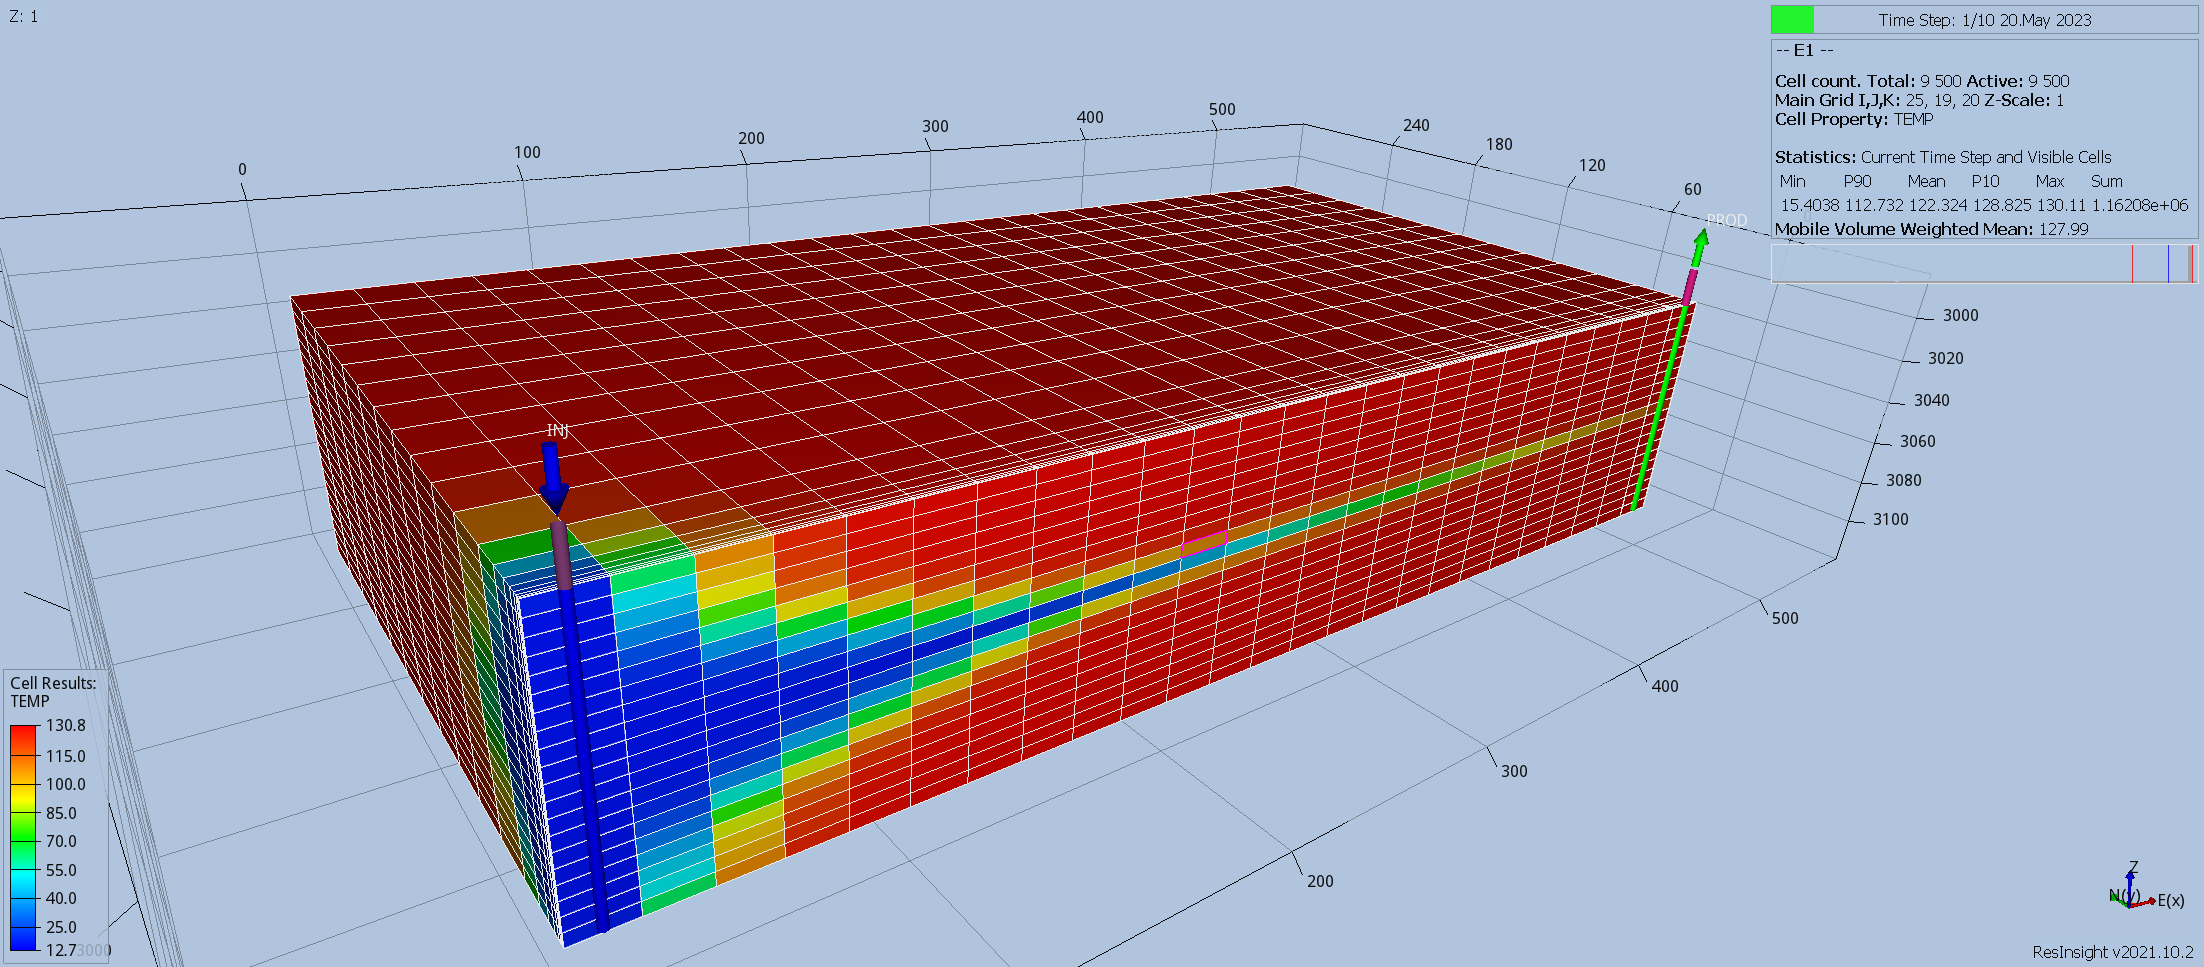 Z: 1
Time Step: 1/10 20.May 2023
-- E1 --
Cell count. Total: 9 500 Active: 9 500
Main Grid I,J,K: 25, 19, 20 Z-Scale: 1
Cell Property: TEMP
Statistics: Current Time Step and Visible Cells
Min P90 Mean P10 Max Sum
15.4038 112.732 122.324 128.825 130.11 1.16208e+06
Mobile Volume Weighted Mean: 127.99
0
100
200
300
400
500
240
180
120
60
PROD
3000
3020
3040
3060
3080
3100
INJ
500
400
300
200
Cell Results:
TEMP
130.8
115.0
100.0
85.0
70.0
55.0
40.0
25.0
12.7
3000
Z
N(y)
E(x)
ResInsight v2021.10.2